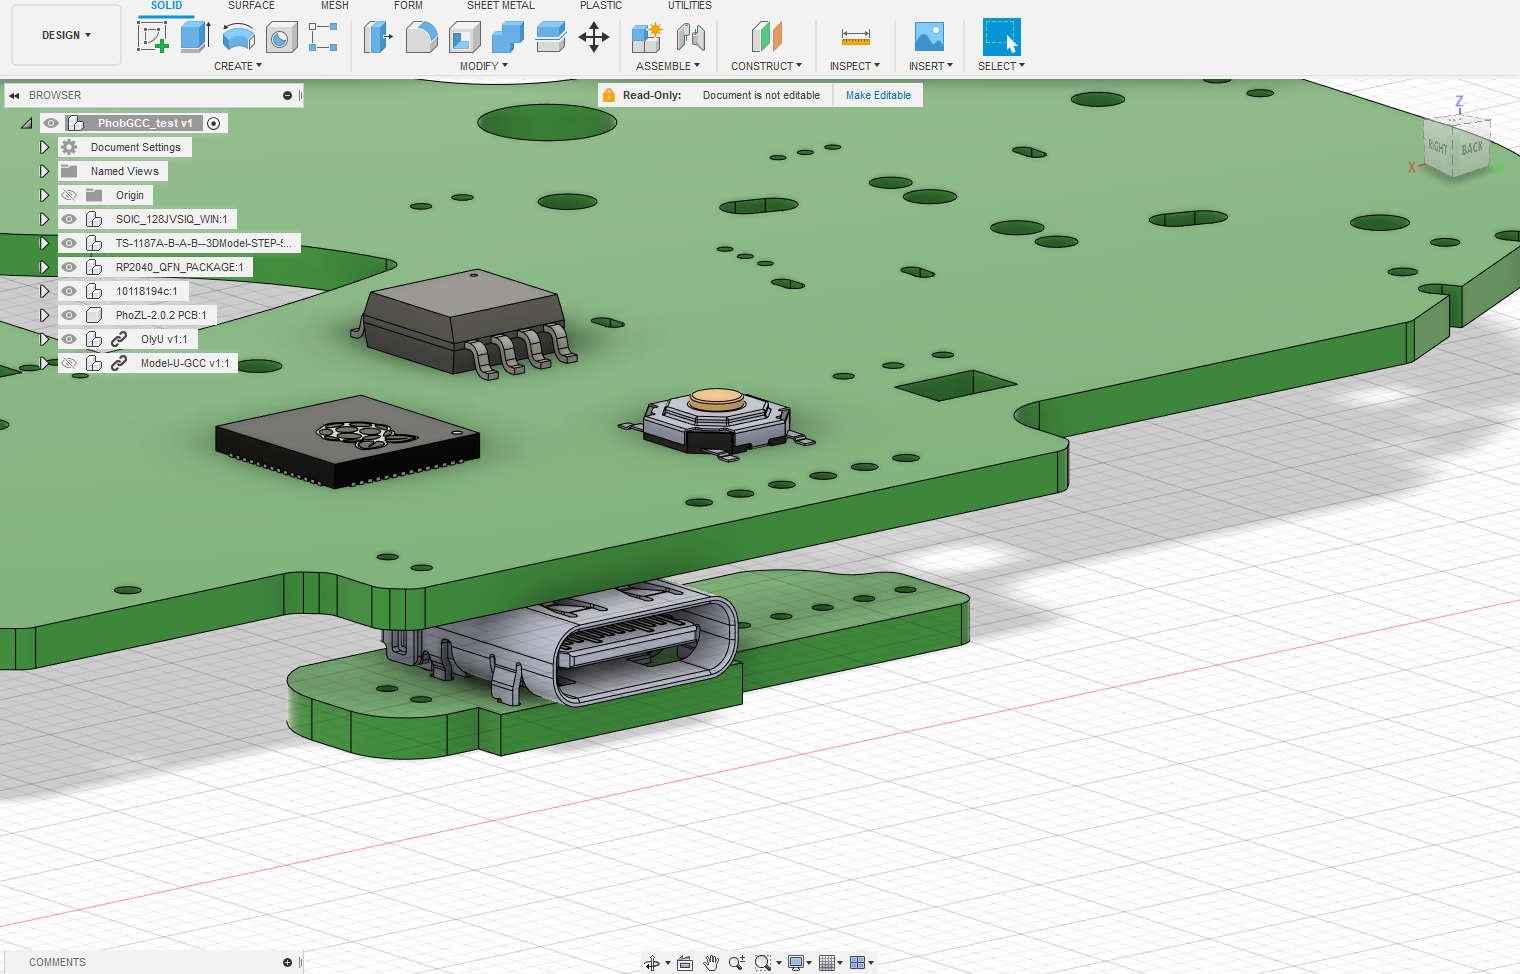 SOLID SURFACE MESH FORM SHEET METAL PLASTIC UTILITIES
DESIGN
CREATE MODIFY ASSEMBLE CONSTRUCT INSPECT INSERT SELECT
BROWSER
Read-Only: Document is not editable Make Editable
PhobGCC_test v1
Document Settings
Named Views
Origin
SOIC_128JVSIQ_WIN:1
TS-1187A-B-A-B--3DModel-STEP-5...
RP2040_QFN_PACKAGE:1
10118194c:1
PhoZL-2.0.2 PCB:1
OlyU v1:1
Model-U-GCC v1:1
Z
RIGHT BACK
X
COMMENTS